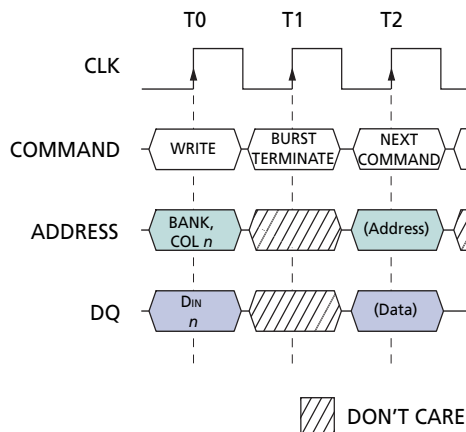 T0 T1 T2
CLK
COMMAND WRITE BURST TERMINATE NEXT COMMAND
ADDRESS BANK, COL n (Address)
DQ DIN n (Data)
DON'T CARE